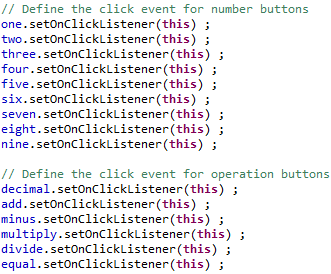 // Define the click event for number buttons
one.setOnClickListener(this) ;
two.setOnClickListener(this) ;
three.setOnClickListener(this) ;
four.setOnClickListener(this) ;
five.setOnClickListener(this) ;
six.setOnClickListener(this) ;
seven.setOnClickListener(this) ;
eight.setOnClickListener(this) ;
nine.setOnClickListener(this) ;
// Define the click event for operation buttons
decimal.setOnClickListener(this) ;
add.setOnClickListener(this) ;
minus.setOnClickListener(this) ;
multiply.setOnClickListener(this) ;
divide.setOnClickListener(this) ;
equal.setOnClickListener(this) ;